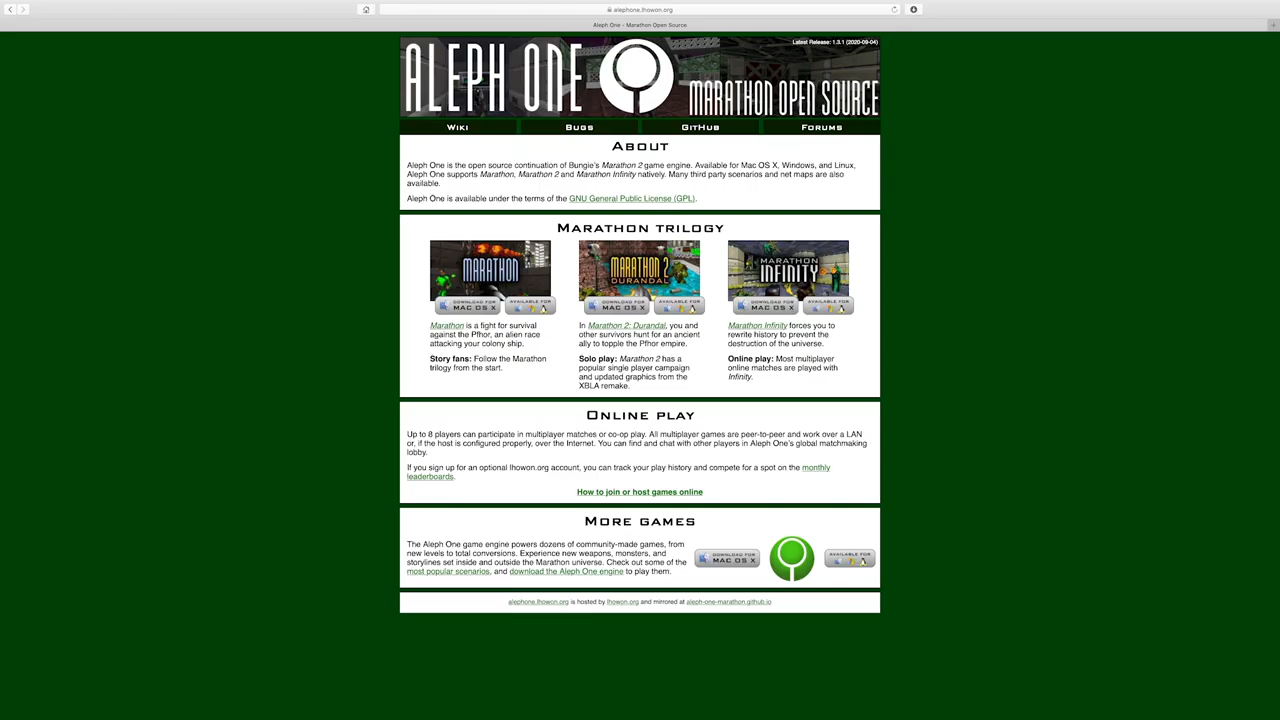 alephone.lhowon.org
Aleph One - Marathon Open Source
Latest Release: 1.3.1 (2020-09-04)
ALEPH ONE
MARATHON OPEN SOURCE
Wiki
Bugs
GitHub
Forums
About
Aleph One is the open source continuation of Bungie's Marathon 2 game engine. Available for Mac OS X, Windows, and Linux,
Aleph One supports Marathon, Marathon 2 and Marathon Infinity natively. Many third party scenarios and net maps are also
available.
Aleph One is available under the terms of the GNU General Public License (GPL).
Marathon trilogy
MARATHON
DOWNLOAD FOR
MAC OS X
AVAILABLE FOR
Marathon is a fight for survival
against the Pfhor, an alien race
attacking your colony ship.
Story fans: Follow the Marathon
trilogy from the start.
MARATHON 2
DURANDAL
DOWNLOAD FOR
MAC OS X
AVAILABLE FOR
In Marathon 2: Durandal, you and
other survivors hunt for an ancient
ally to topple the Pfhor empire.
Solo play: Marathon 2 has a
popular single player campaign
and updated graphics from the
XBLA remake.
MARATHON
INFINITY
DOWNLOAD FOR
MAC OS X
AVAILABLE FOR
Marathon Infinity forces you to
rewrite history to prevent the
destruction of the universe.
Online play: Most multiplayer
online matches are played with
Infinity.
Online play
Up to 8 players can participate in multiplayer matches or co-op play. All multiplayer games are peer-to-peer and work over a LAN
or, if the host is configured properly, over the Internet. You can find and chat with other players in Aleph One's global matchmaking
lobby.
If you sign up for an optional lhowon.org account, you can track your play history and compete for a spot on the monthly
leaderboards.
How to join or host games online
More games
The Aleph One game engine powers dozens of community-made games, from
new levels to total conversions. Experience new weapons, monsters, and
storylines set inside and outside the Marathon universe. Check out some of the
most popular scenarios, and download the Aleph One engine to play them.
DOWNLOAD FOR
MAC OS X
AVAILABLE FOR
alephone.lhowon.org is hosted by lhowon.org and mirrored at aleph-one-marathon.github.io